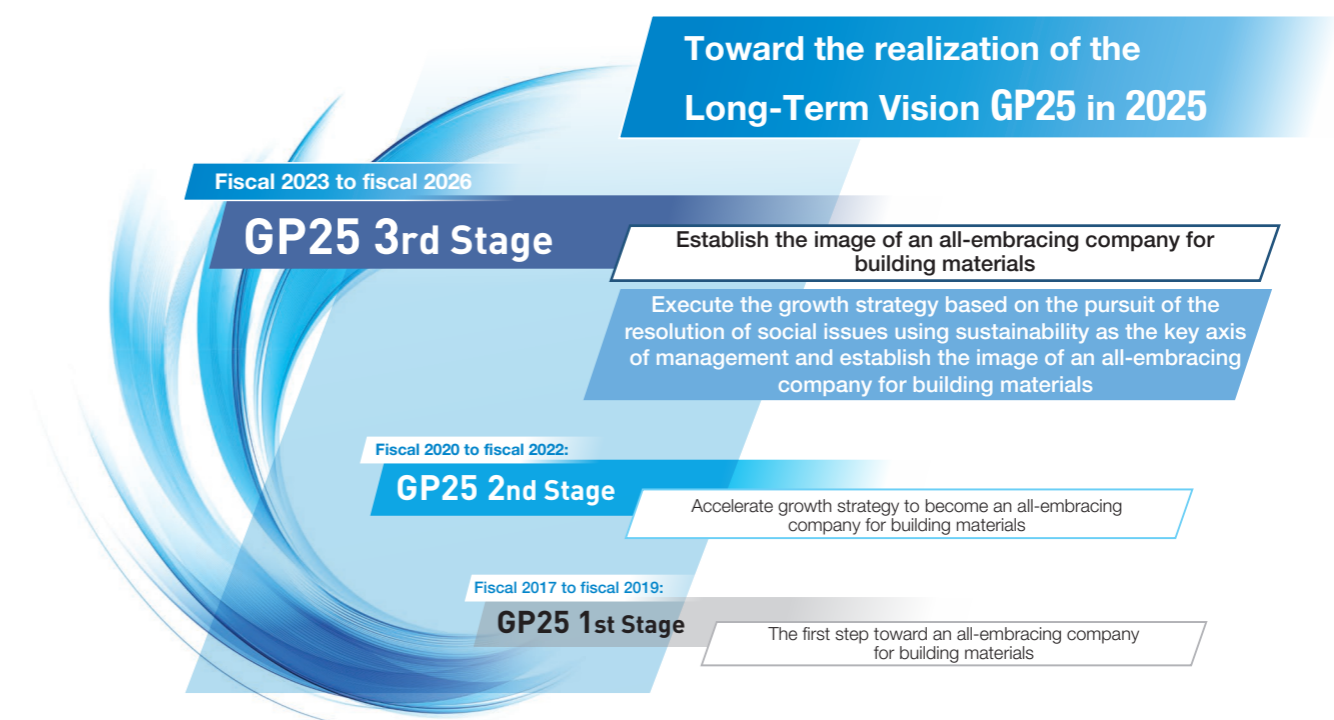 Toward the realization of the
Long-Term Vision GP25 in 2025
Fiscal 2023 to fiscal 2026
GP25 3rd Stage
Establish the image of an all-embracing company for
building materials
Execute the growth strategy based on the pursuit of the
resolution of social issues using sustainability as the key axis
of management and establish the image of an all-embracing
company for building materials
Fiscal 2020 to fiscal 2022:
GP25 2nd Stage
Accelerate growth strategy to become an all-embracing
company for building materials
Fiscal 2017 to fiscal 2019:
GP25 1st Stage
The first step toward an all-embracing company
for building materials